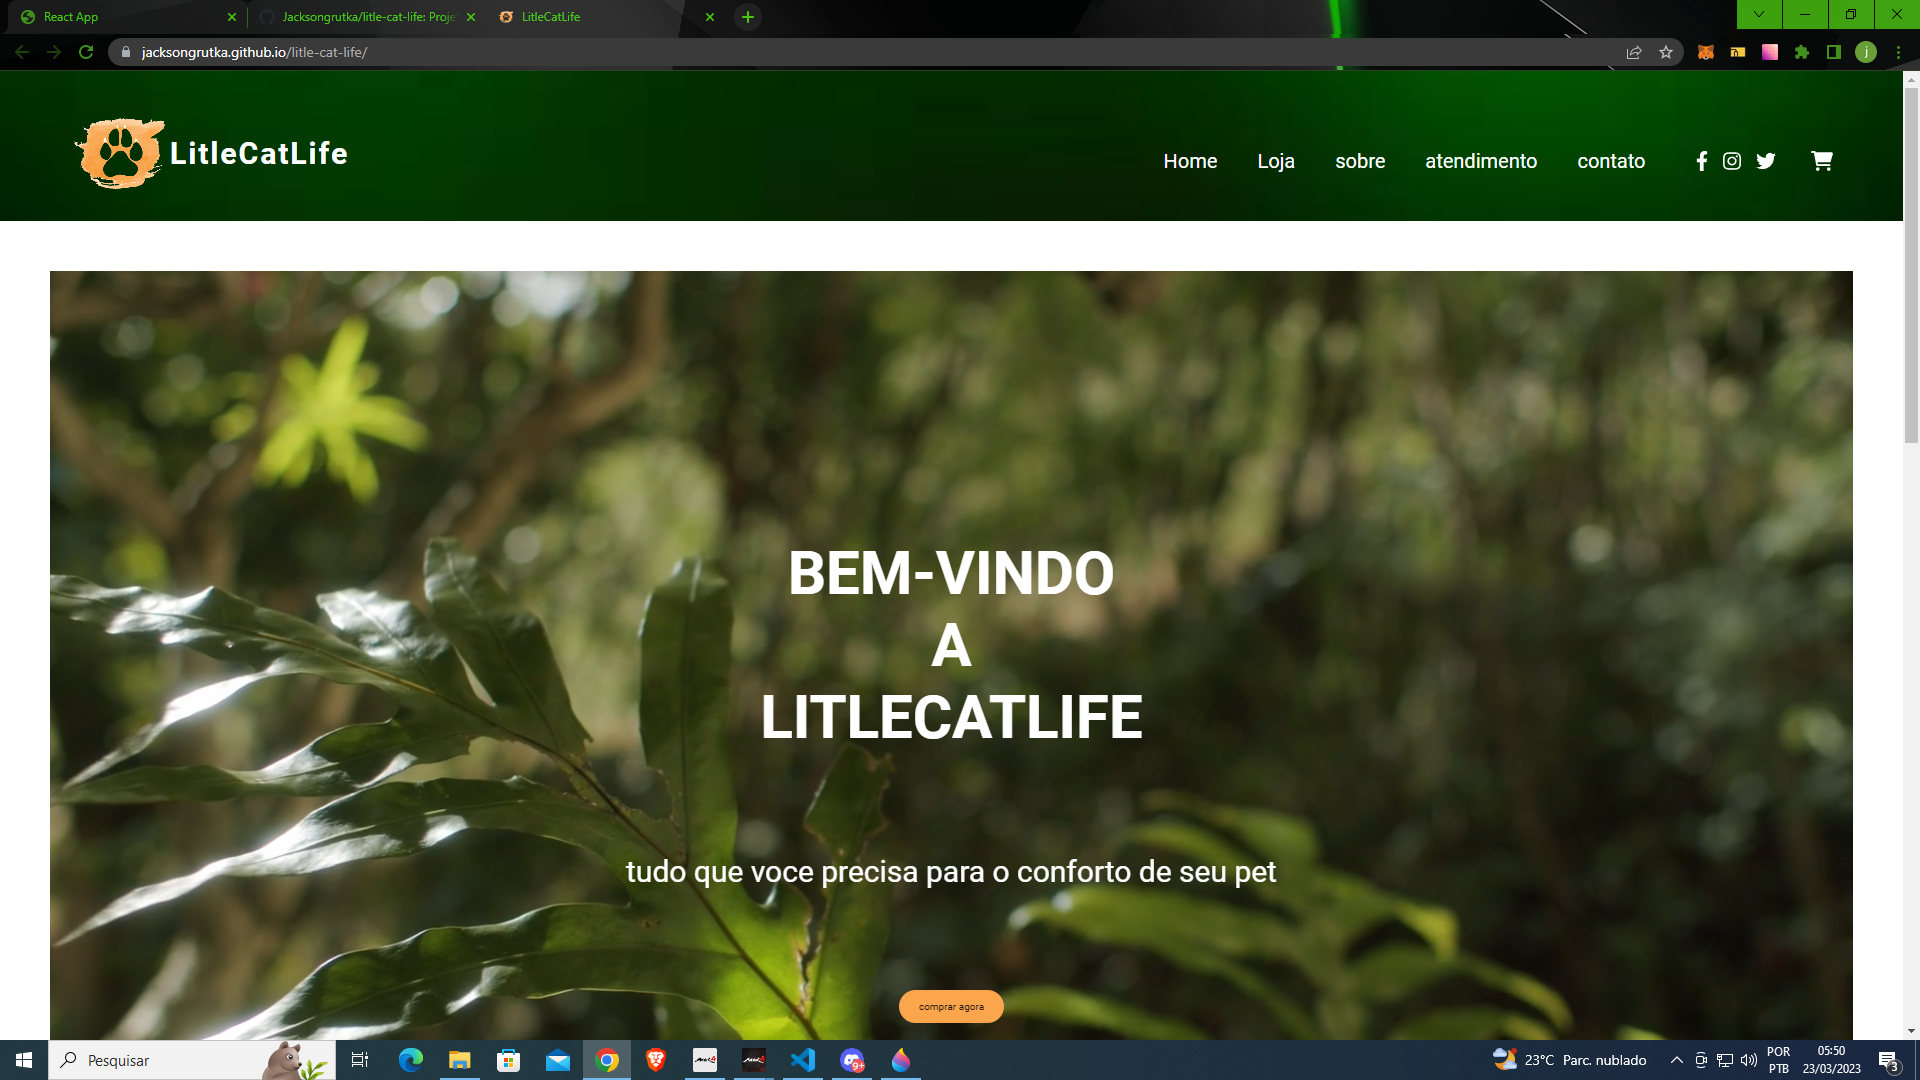 React App
Jacksongrutka/litle-cat-life: Proje
LitleCatLife
jacksongrutka.github.io/litle-cat-life/
j
LitleCatLife
Home Loja sobre atendimento contato
BEM-VINDO
A
LITLECATLIFE
tudo que voce precisa para o conforto de seu pet
comprar agora
Pesquisar
9+
23°C Parc. nublado
POR
PTB
05:50
23/03/2023
3